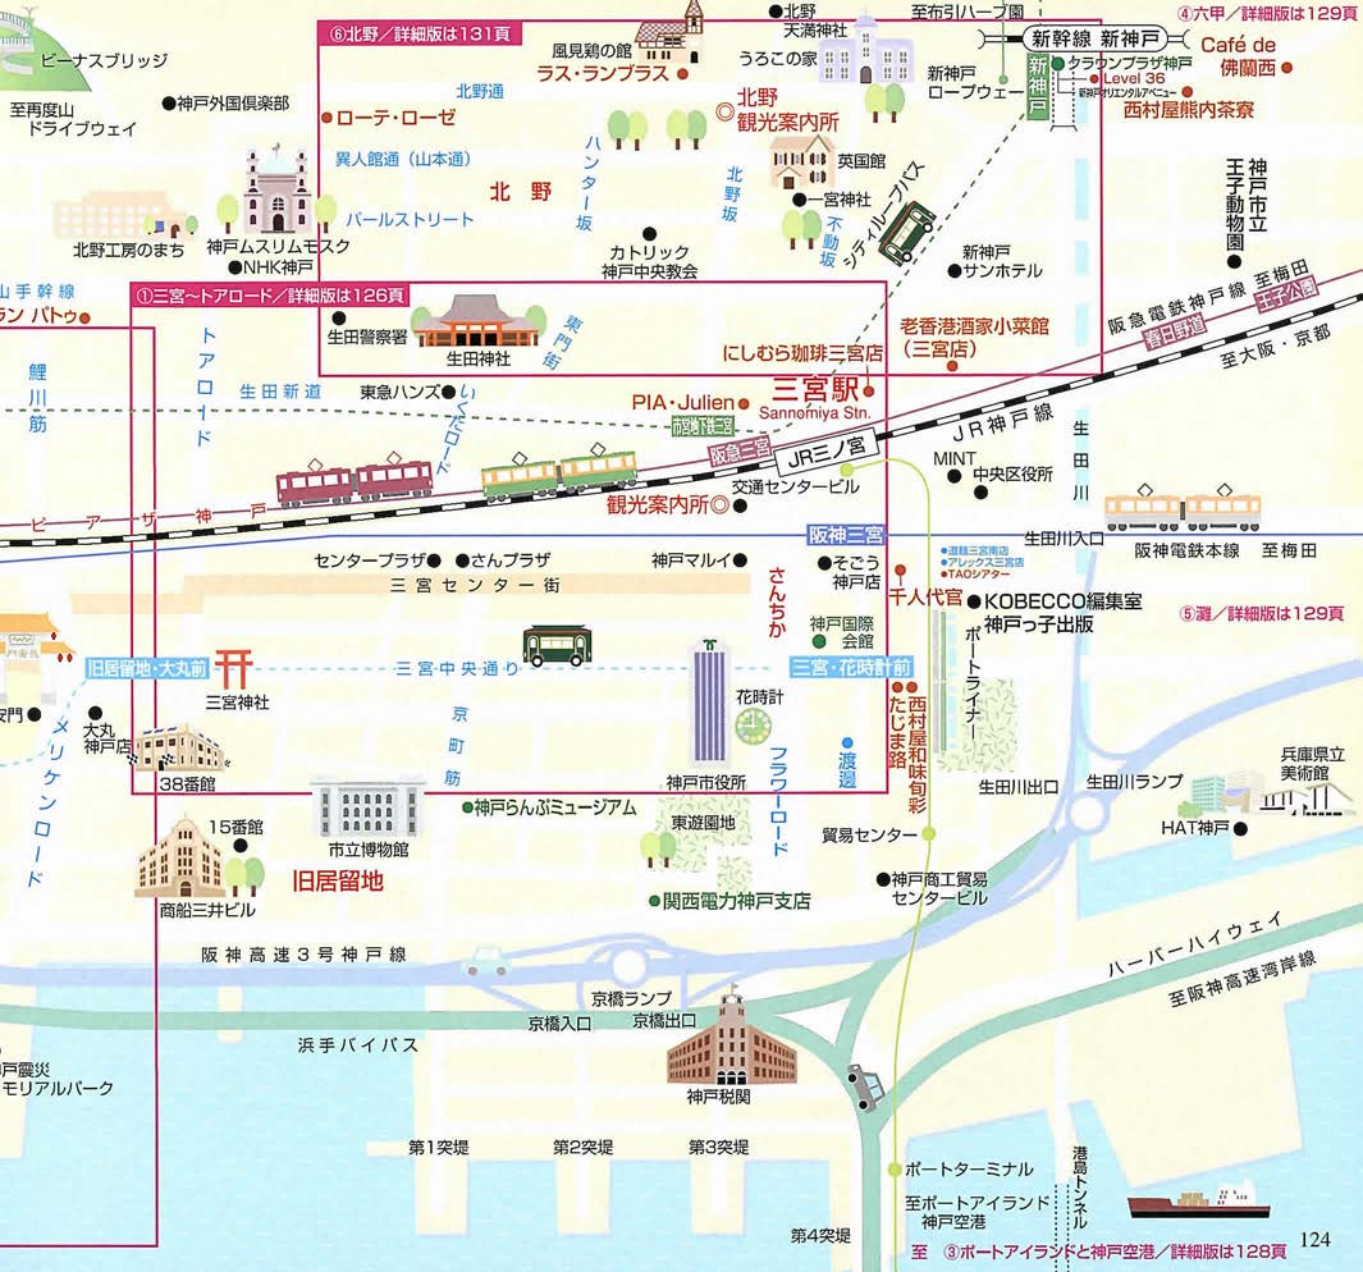 ビーナスブリッジ
至再度山
ドライブウェイ
神戸外国倶楽部
⑥北野／詳細版は131頁
風見鶏の館
ラス・ランブラス
北野
天満神社
うろこの家
至布引ハーブ園
新幹線 新神戸
新神戸
④六甲／詳細版は129頁
Café de
佛蘭西
クラウンプラザ神戸
Level 36
新神戸オリエンタルアベニュー
西村屋熊内茶寮
新神戸
ロープウェー
北野通
ローテ・ローゼ
北野
観光案内所
異人館通（山本通）
パールストリート
北野
ハンター坂
北野坂
不動坂
英国館
一宮神社
シティループバス
神戸市立
王子動物園
北野工房のまち
神戸ムスリムモスク
NHK神戸
カトリック
神戸中央教会
新神戸
サンホテル
山手幹線
ラン パトゥ
①三宮～トアロード／詳細版は126頁
生田警察署
生田神社
東門街
にしむら珈琲三宮店
老香港酒家小菜館
（三宮店）
阪急電鉄神戸線 至梅田
春日野道
王子公園
至大阪・京都
鯉川筋
トアロード
生田新道
東急ハンズ
いくたロード
PIA・Julien
三宮駅
Sannomiya Stn.
市営地下鉄三宮
阪急三宮
JR三ノ宮
JR神戸線
生田川
MINT
中央区役所
交通センタービル
観光案内所
ピアザ神戸
阪神三宮
生田川入口
阪神電鉄本線 至梅田
センタープラザ
さんプラザ
神戸マルイ
そごう
神戸店
三宮センター街
さんちか
道麺三宮南店
アレックス三宮店
TAOシアター
千人代官
KOBECCO編集室
神戸っ子出版
⑤灘／詳細版は129頁
神戸国際
会館
ポートライナー
旧居留地・大丸前
三宮神社
三宮中央通り
三宮・花時計前
安門
大丸
神戸店
メリケンロード
38番館
京町筋
花時計
神戸市役所
フラワーロード
渡邊
たじま路
西村屋和味旬彩
生田川出口
生田川ランプ
兵庫県立
美術館
HAT神戸
15番館
市立博物館
神戸らんぷミュージアム
東遊園地
貿易センター
旧居留地
商船三井ビル
関西電力神戸支店
神戸商工貿易
センタービル
阪神高速3号神戸線
ハーバーハイウェイ
至阪神高速湾岸線
京橋ランプ
京橋入口
京橋出口
浜手バイパス
戸震災
モリアルパーク
神戸税関
第1突堤
第2突堤
第3突堤
第4突堤
ポートターミナル
至ポートアイランド
神戸空港
港島トンネル
至 ③ポートアイランドと神戸空港／詳細版は128頁
124